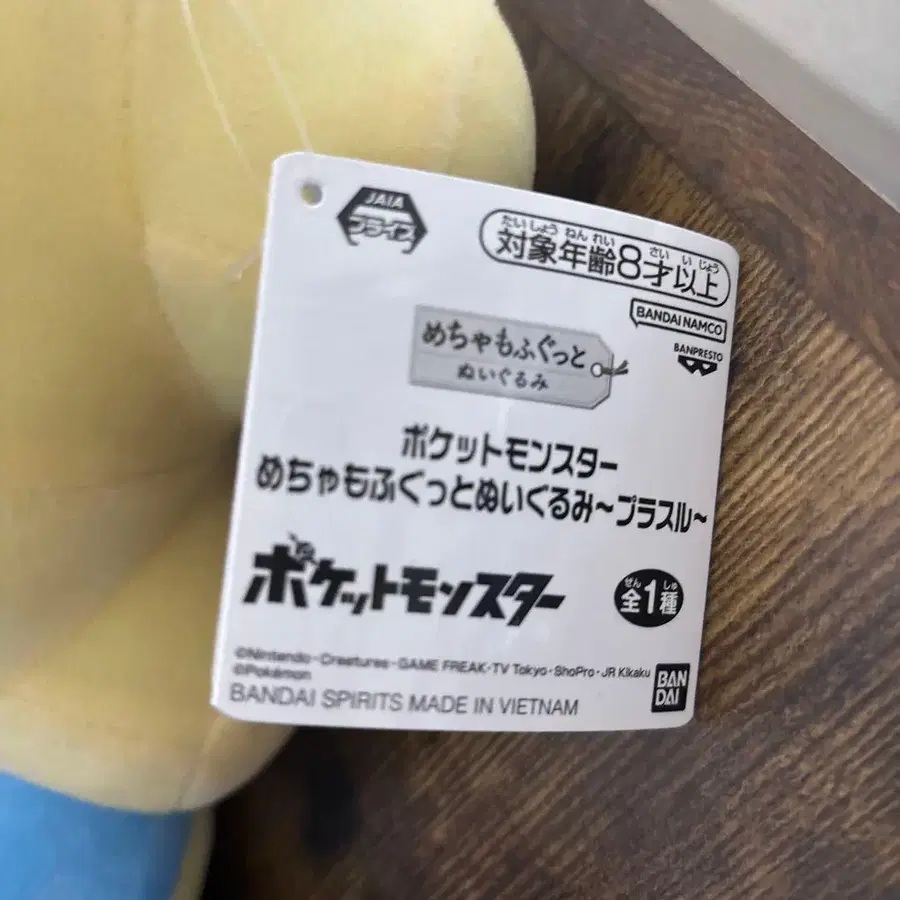 JAIA
プライズ
たいしょう ねん れい さい い じょう
対象年齢8才以上
BANDAI NAMCO
BANPRESTO
めちゃもふぐっと
ぬいぐるみ
ポケットモンスター
めちゃもふぐっとぬいぐるみ～プラスル～
ポケットモンスター
ぜん しゅ
全1種
©Nintendo・Creatures・GAME FREAK・TV Tokyo・ShoPro・JR Kikaku
©Pokémon
BANDAI SPIRITS MADE IN VIETNAM
BAN
DAI